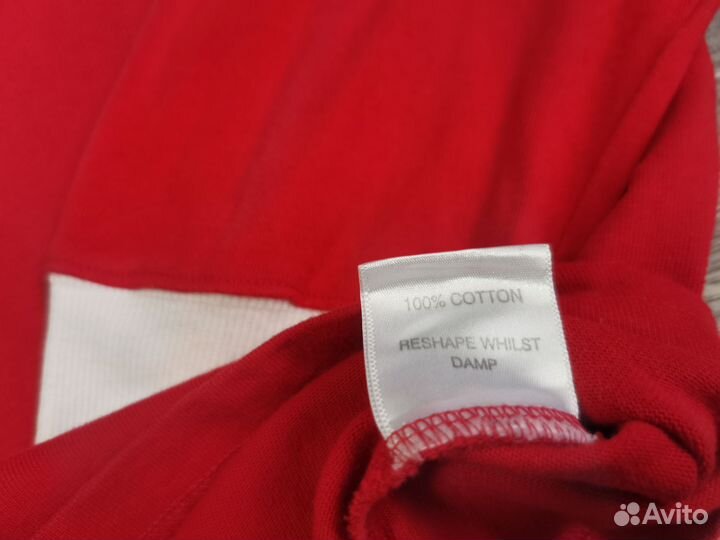 100% COTTON
RESHAPE WHILST
DAMP
Avito